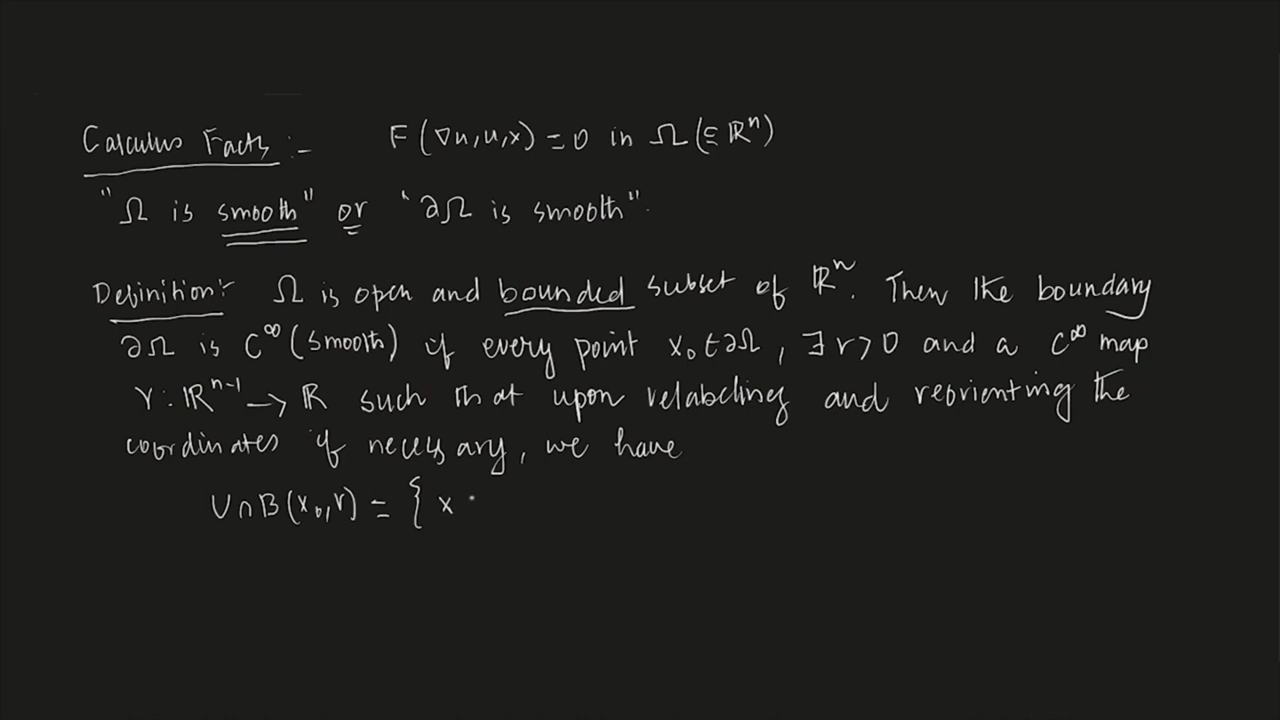 Calculus Facts :- F(∇u,u,x) = 0 in Ω(∈ ℝⁿ)
"Ω is smooth" or "∂Ω is smooth".
Definition:- Ω is open and bounded subset of ℝⁿ. Then the boundary
∂Ω is C^∞ (smooth) if every point x₀ ∈ ∂Ω, ∃ r > 0 and a C^∞ map
γ : ℝⁿ⁻¹ → ℝ such that upon relabeling and reorienting the
coordinates if necessary, we have
U ∩ B(x₀,r) = { x